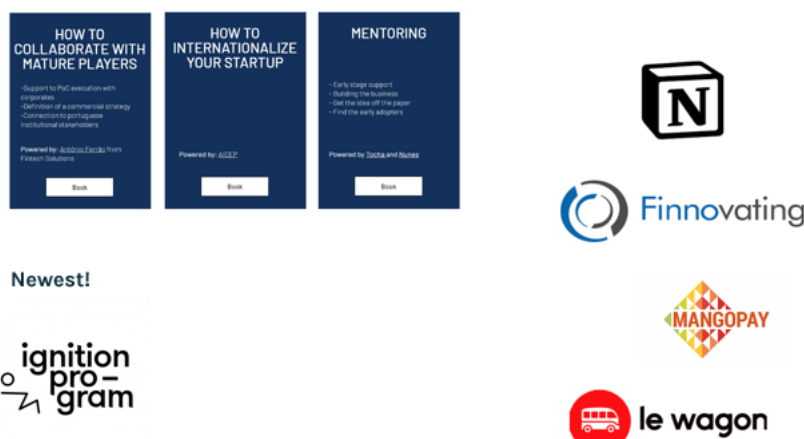 HOW TO
COLLABORATE WITH
MATURE PLAYERS
-Support to PoC execution with
corporates
-Definition of a commercial strategy
-Connection to portuguese
institutional stakeholders
Powered by: António Ferrão from
Fintech Solutions
Book
HOW TO
INTERNATIONALIZE
YOUR STARTUP
Powered by: AICEP
Book
MENTORING
- Early stage support
- Building the business
- Get the idea off the paper
- Find the early adopters
Powered by Tocha and Nunes
Book
N
Finnovating
Newest!
MANGOPAY
ignition
pro–
gram
le wagon